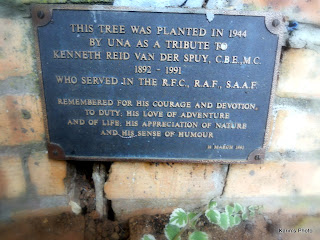 THIS TREE WAS PLANTED IN 1944
BY UNA AS A TRIBUTE TO
KENNETH REID VAN DER SPUY, C.B.E., M.C.
1892 - 1991
WHO SERVED IN THE R.F.C., R.A.F., S.A.A.F.
REMEMBERED FOR HIS COURAGE AND DEVOTION,
TO DUTY; HIS LOVE OF ADVENTURE
AND OF LIFE; HIS APPRECIATION OF NATURE
AND HIS SENSE OF HUMOUR
MARCH
Photo